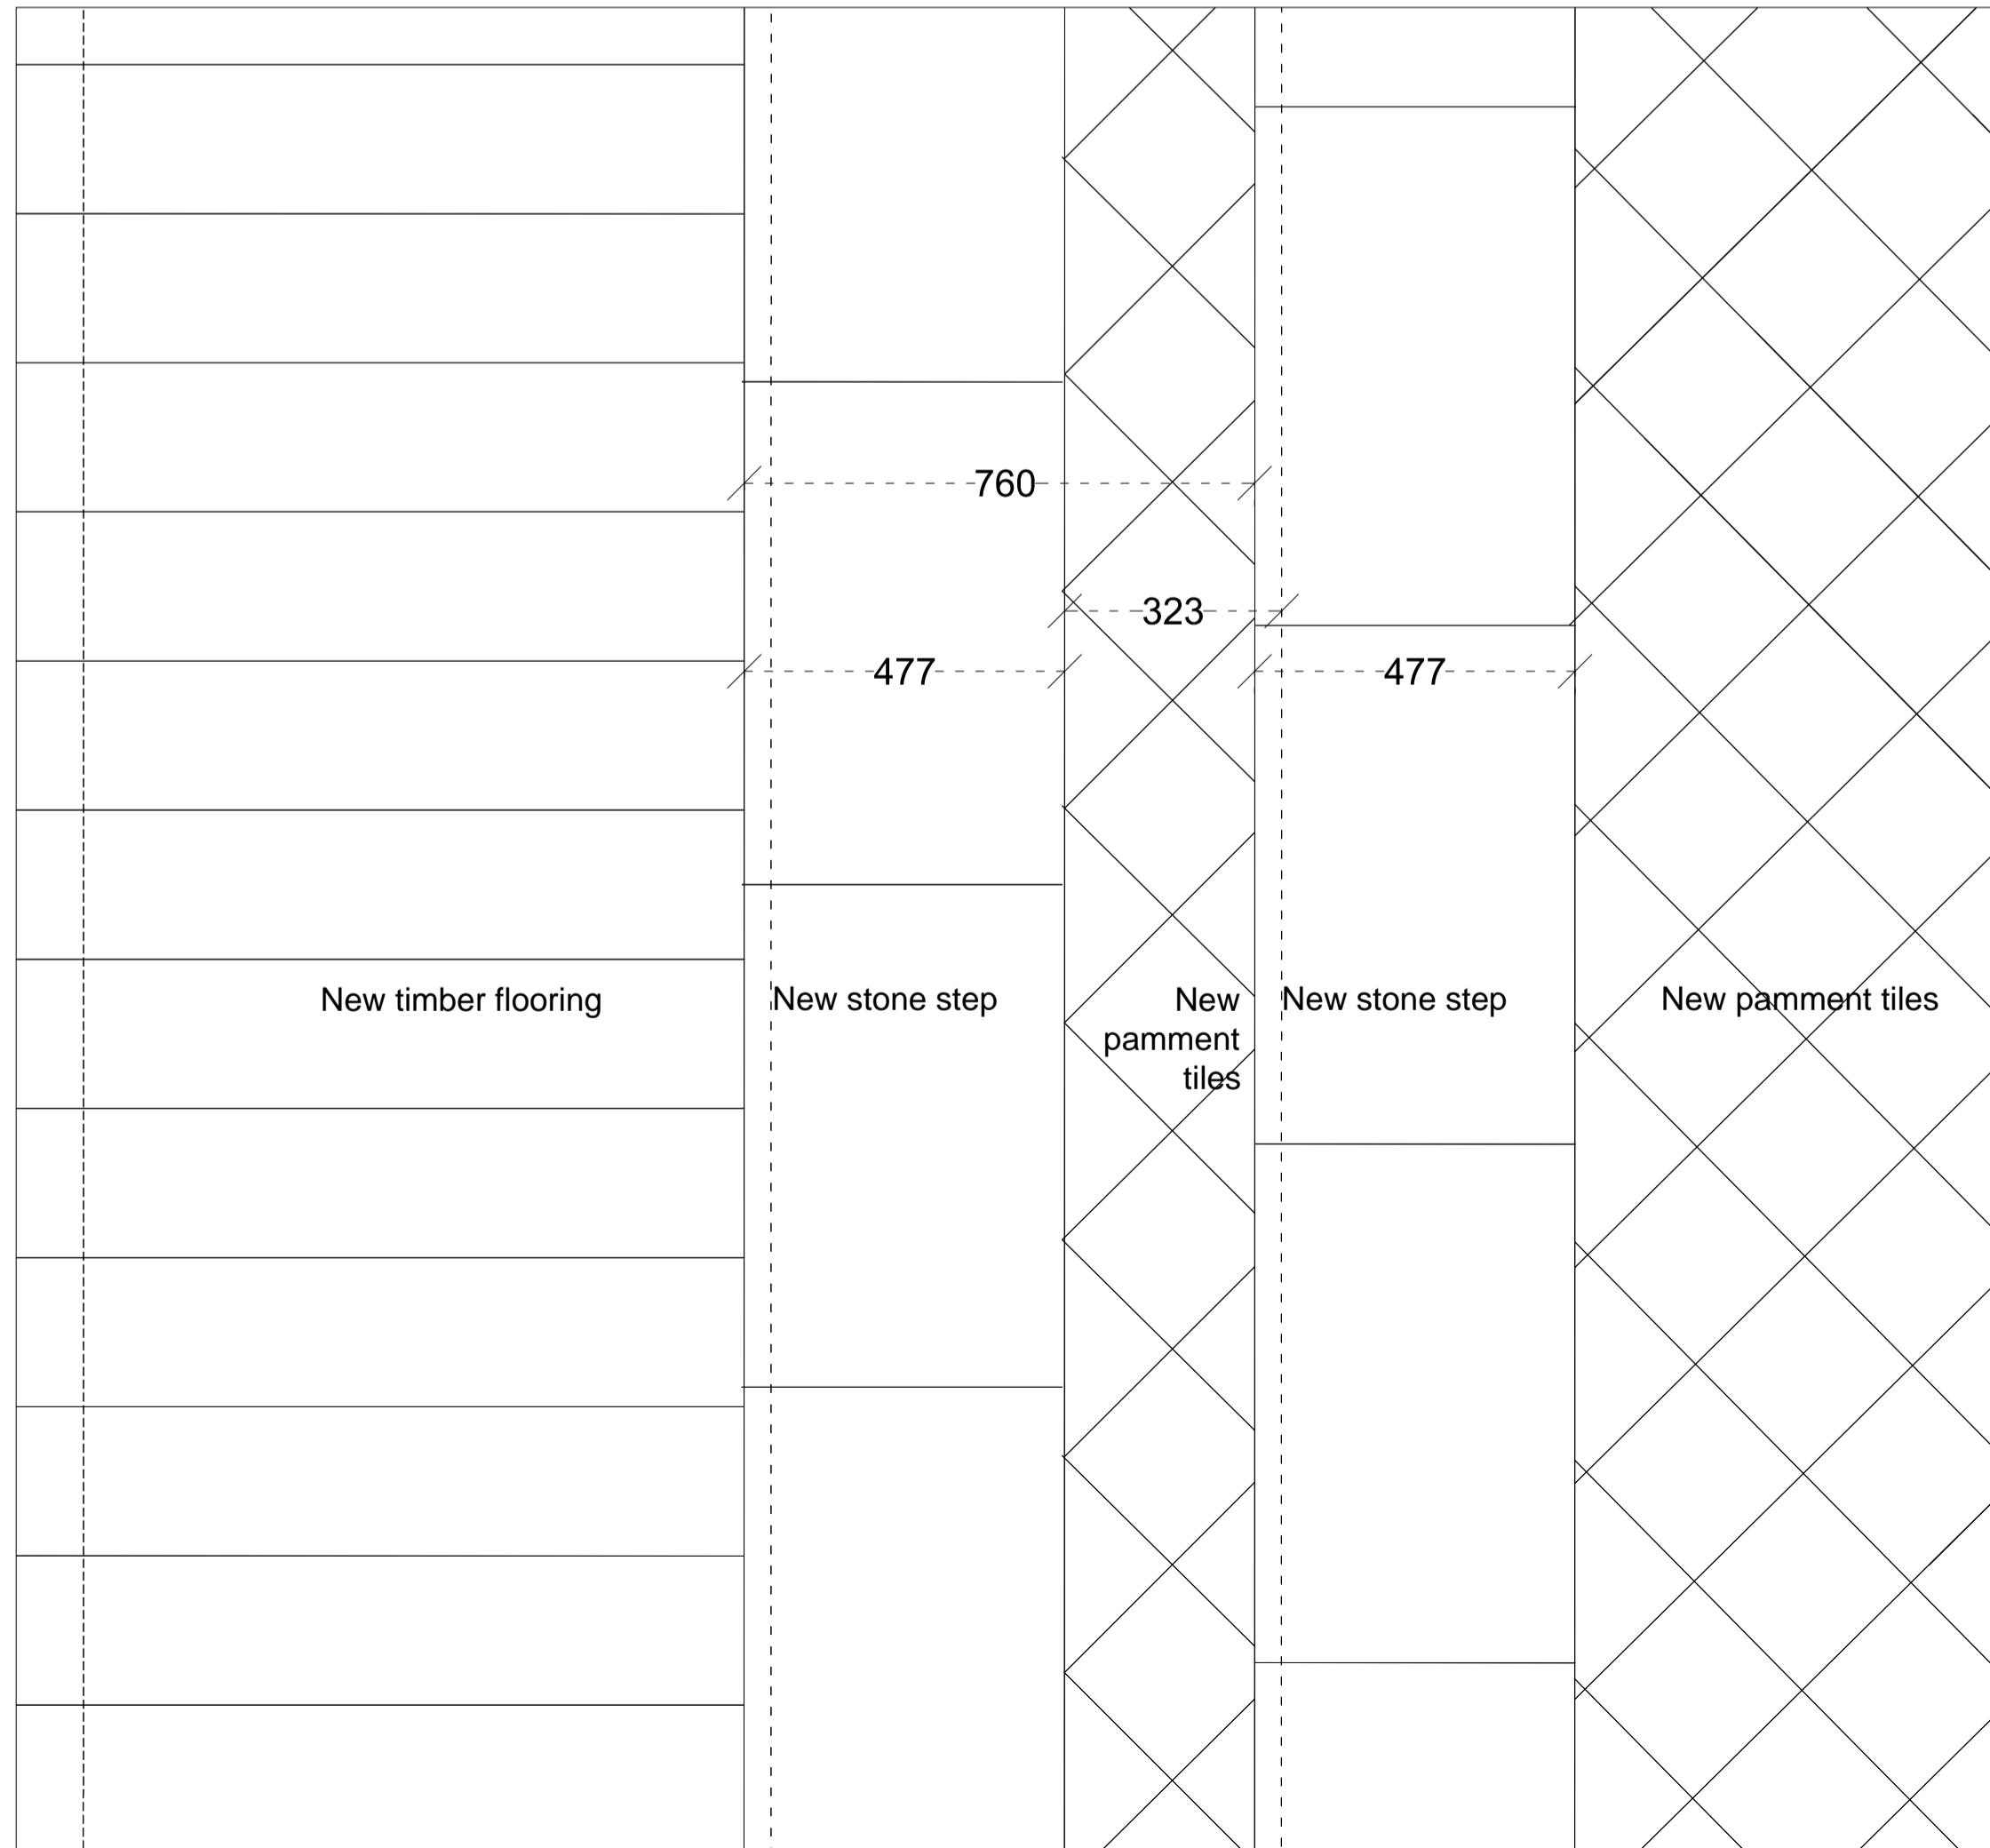 760
323
477
477
New timber flooring
New stone step
New
pamment
tiles
New stone step
New pamment tiles